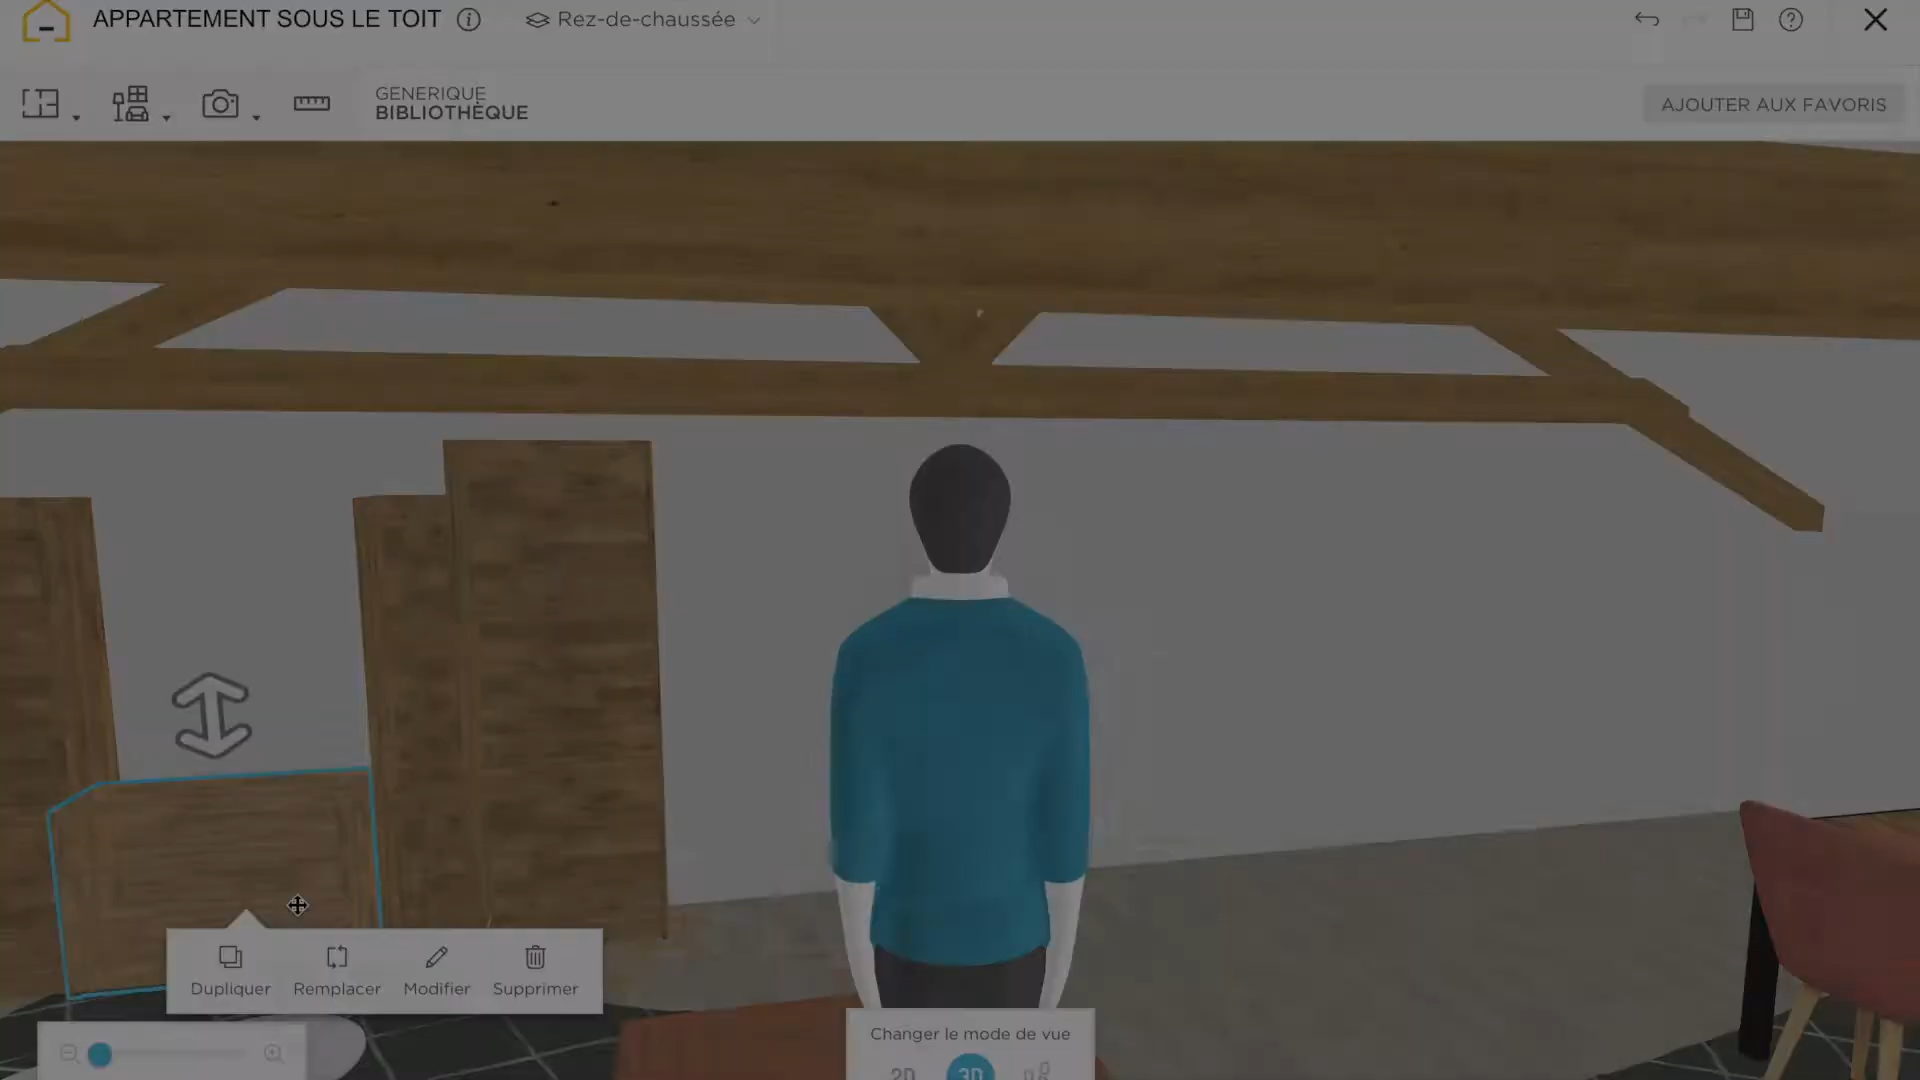 APPARTEMENT SOUS LE TOIT
Rez-de-chaussée
GENERIQUE
BIBLIOTHÈQUE
AJOUTER AUX FAVORIS
Dupliquer
Remplacer
Modifier
Supprimer
Changer le mode de vue
2D
3D